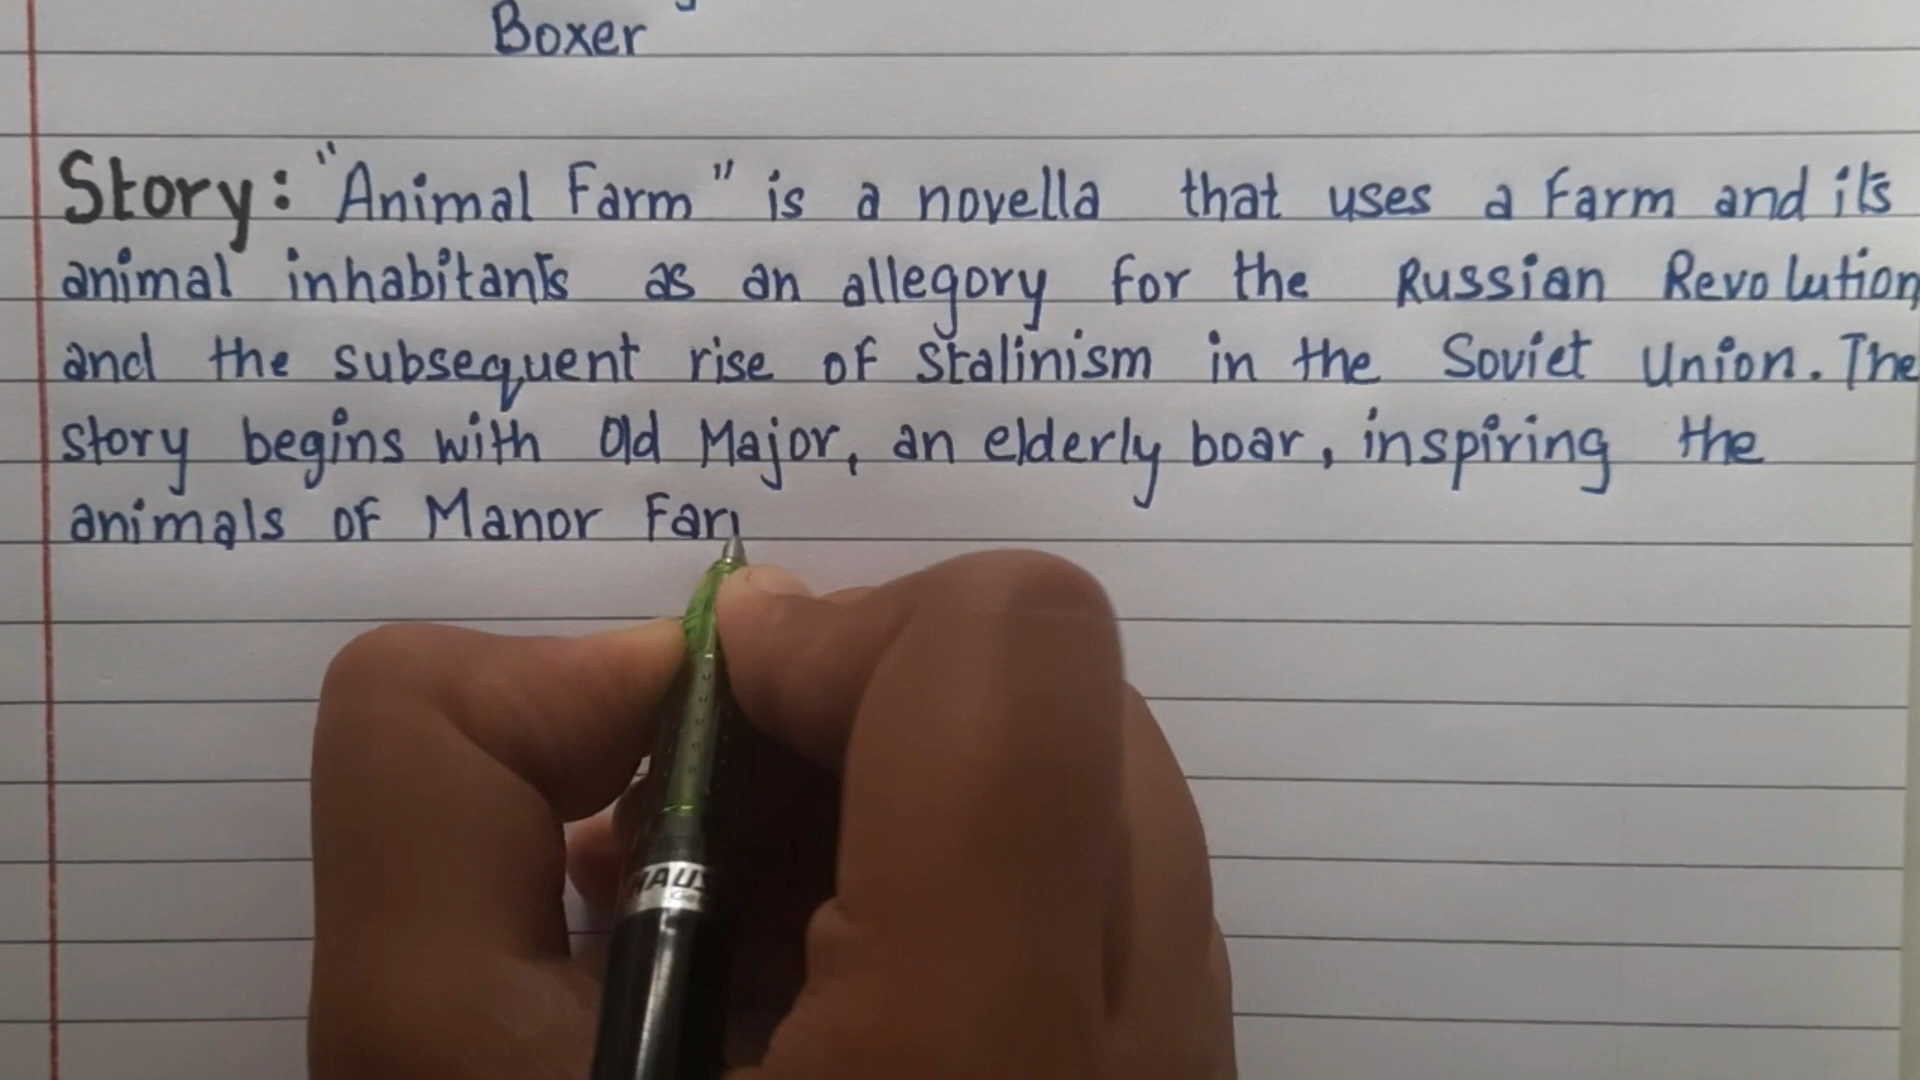 Boxer
Story: "Animal Farm" is a novella that uses a Farm and its
animal inhabitants as an allegory for the Russian Revolution
and the subsequent rise of Stalinism in the Soviet Union. The
story begins with Old Major, an elderly boar, inspiring the
animals of Manor Far
HAUS